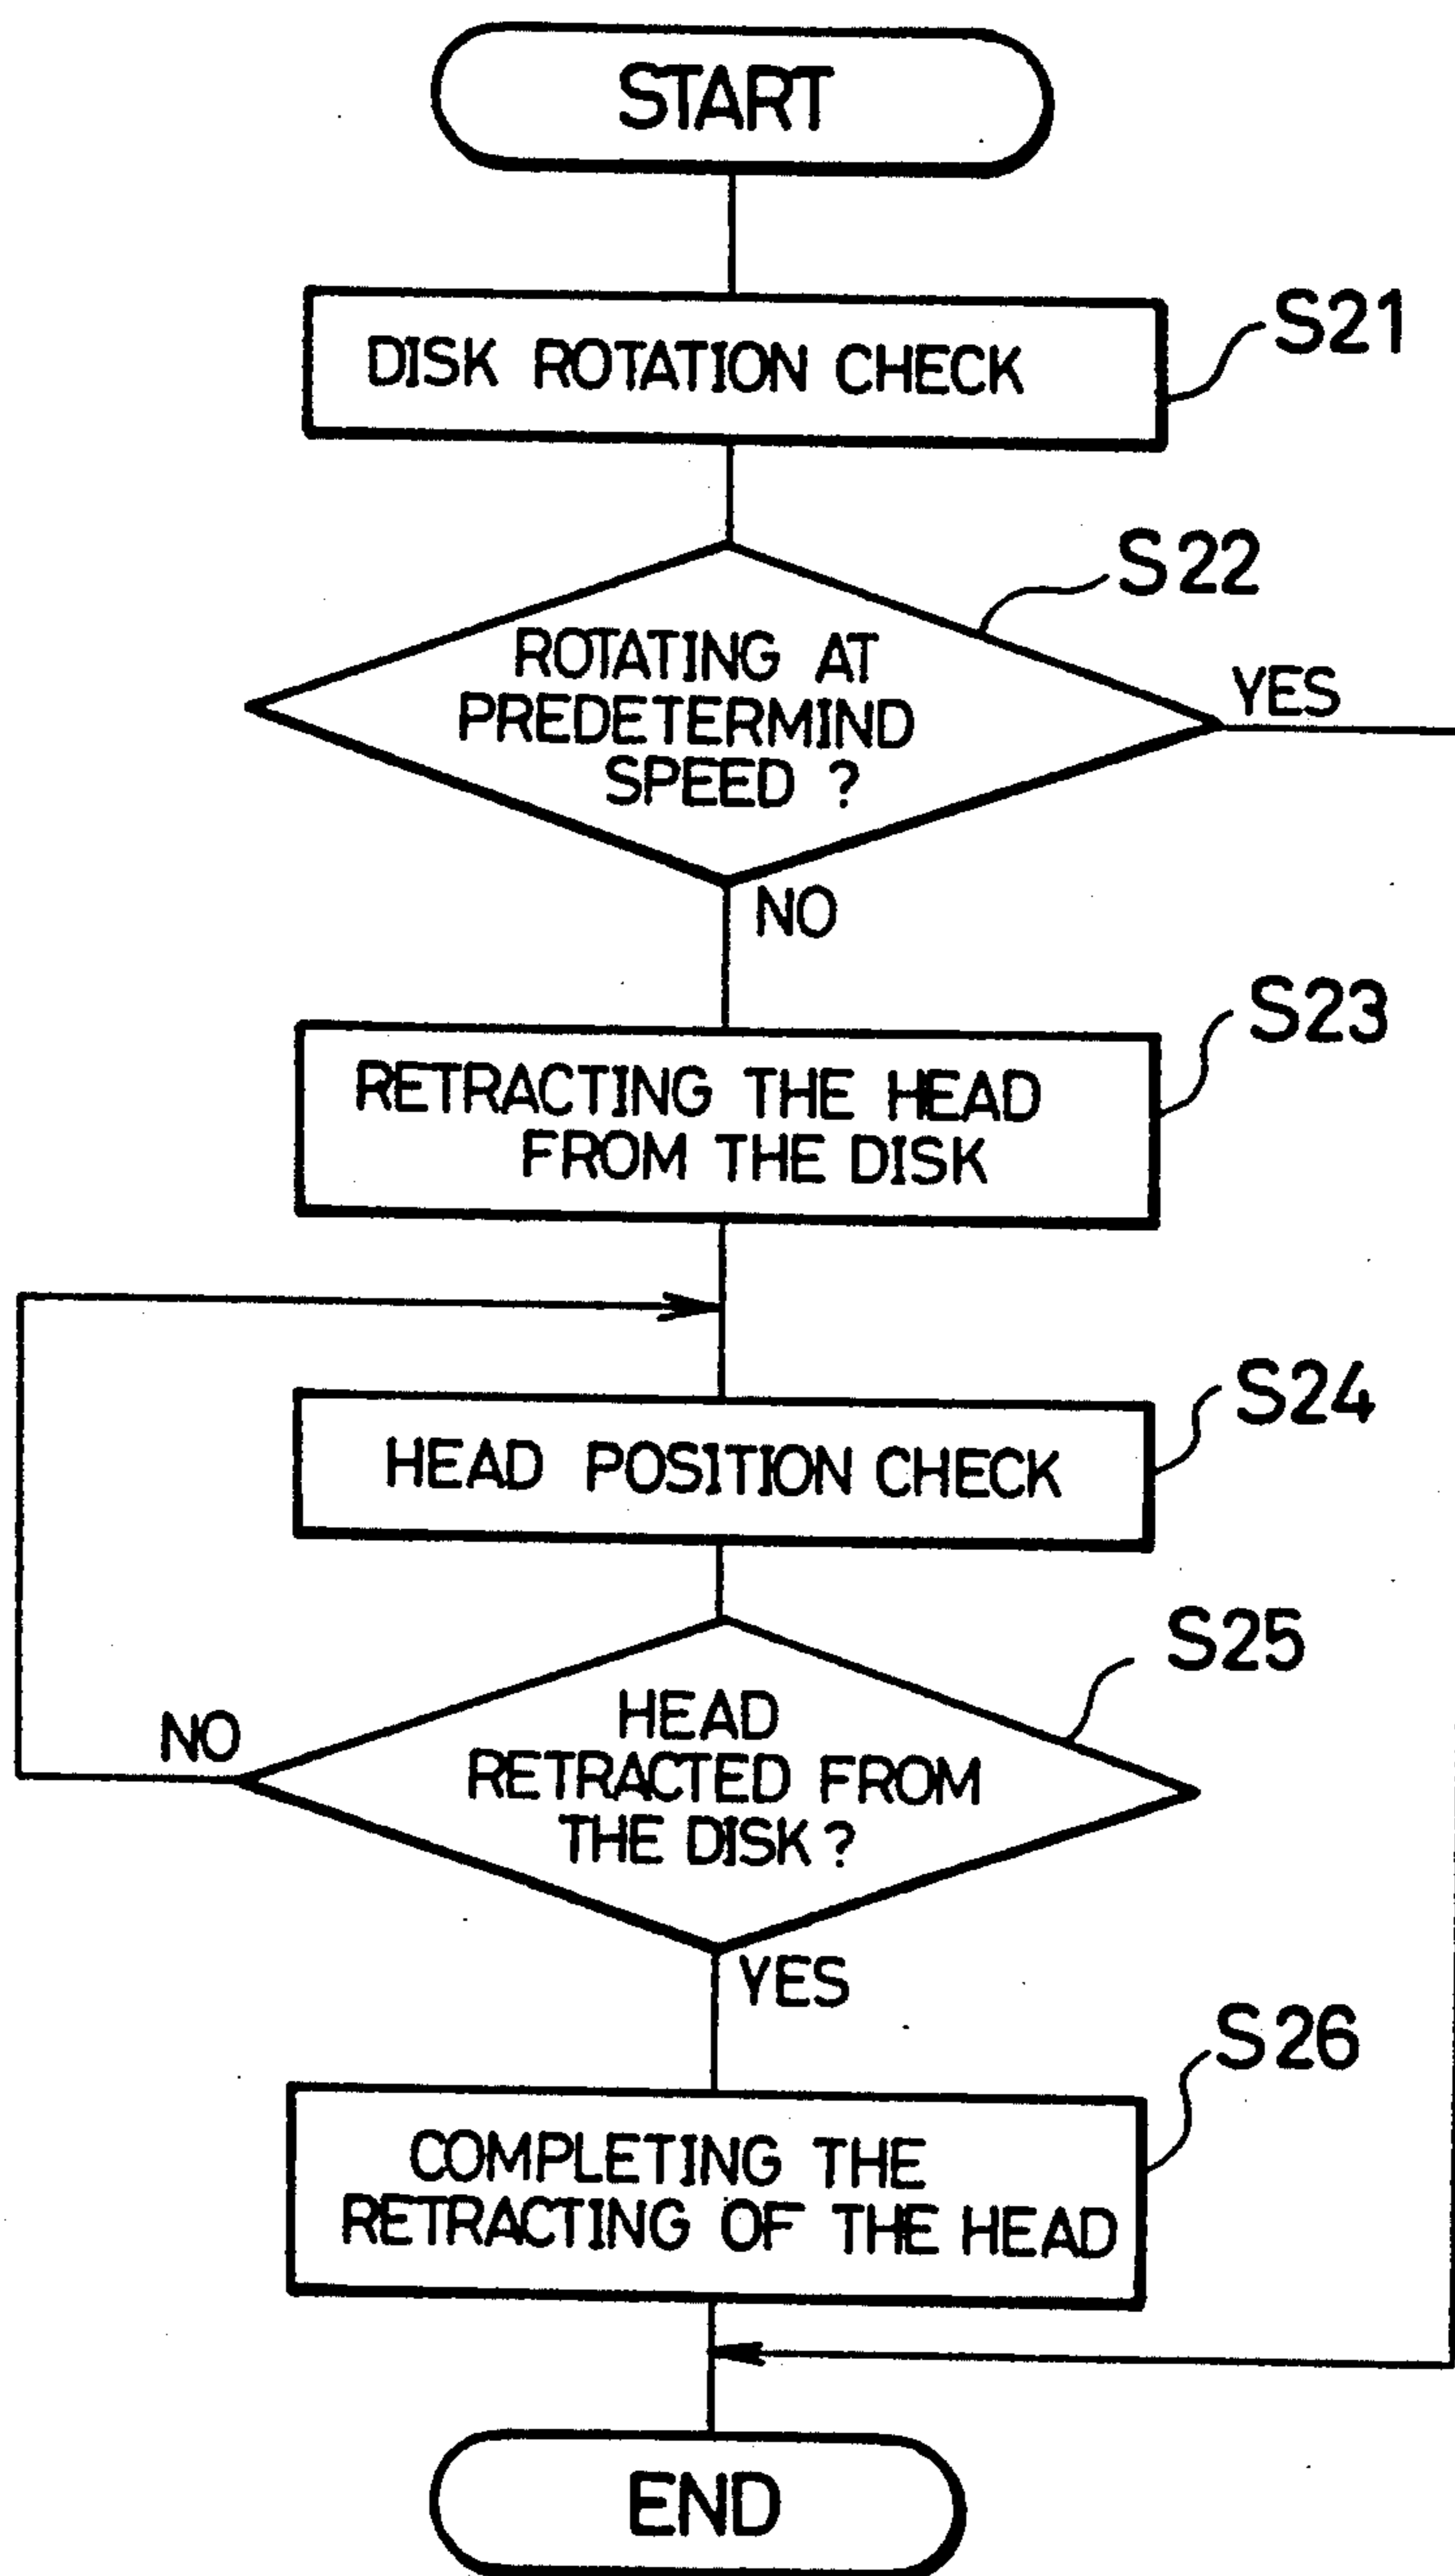 START
DISK ROTATION CHECK
S21
S22
ROTATING AT
PREDETERMIND
SPEED ?
YES
NO
S23
RETRACTING THE HEAD
FROM THE DISK
S24
HEAD POSITION CHECK
S25
HEAD
RETRACTED FROM
THE DISK ?
NO
YES
S26
COMPLETING THE
RETRACTING OF THE HEAD
END